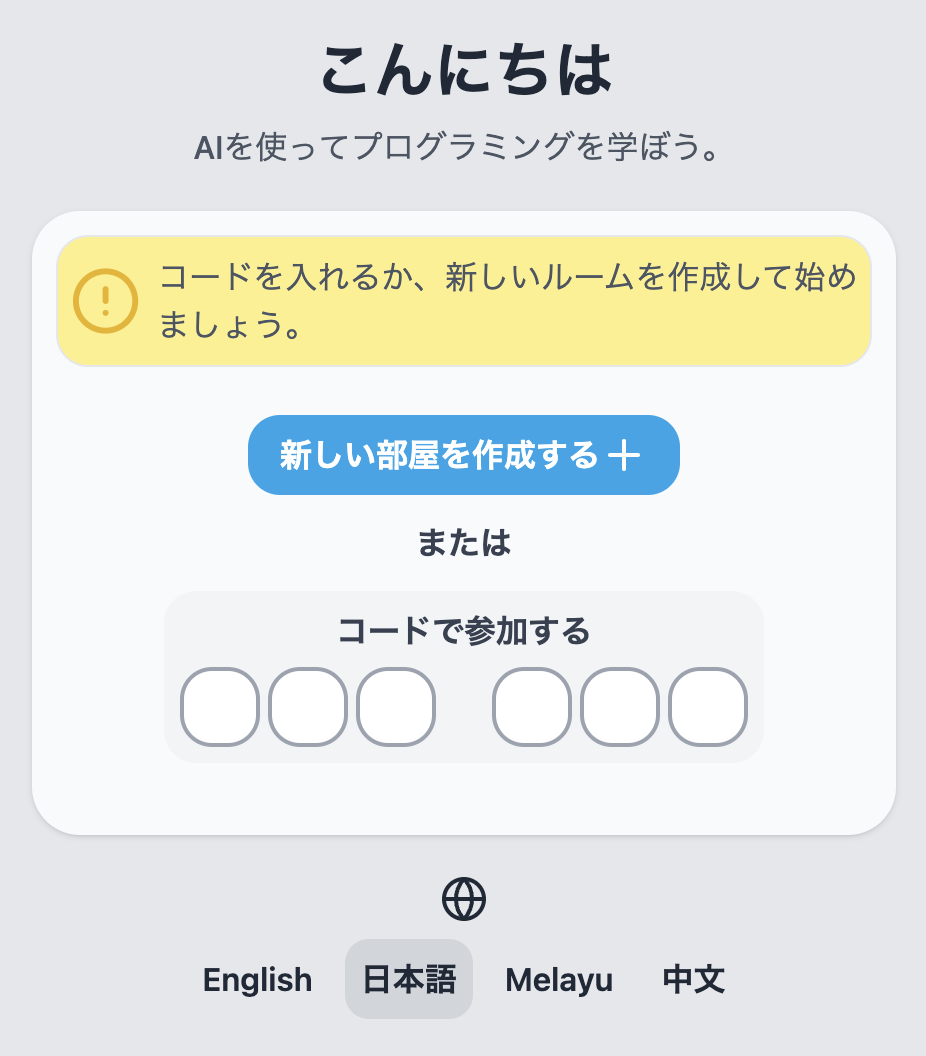 こんにちは
AIを使ってプログラミングを学ぼう。
コードを入れるか、新しいルームを作成して始め
ましょう。
新しい部屋を作成する
または
コードで参加する
English 日本語 Melayu 中文